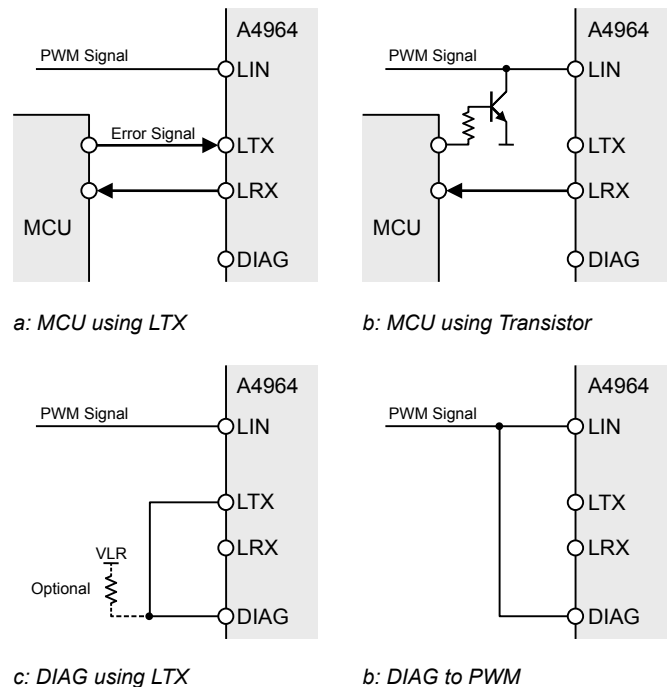 A4964
PWM Signal
LIN
Error Signal
LTX
LRX
MCU
DIAG
a: MCU using LTX
A4964
PWM Signal
LIN
LTX
LRX
MCU
DIAG
b: MCU using Transistor
A4964
PWM Signal
LIN
LTX
VLR
LRX
Optional
DIAG
c: DIAG using LTX
A4964
PWM Signal
LIN
LTX
LRX
DIAG
b: DIAG to PWM